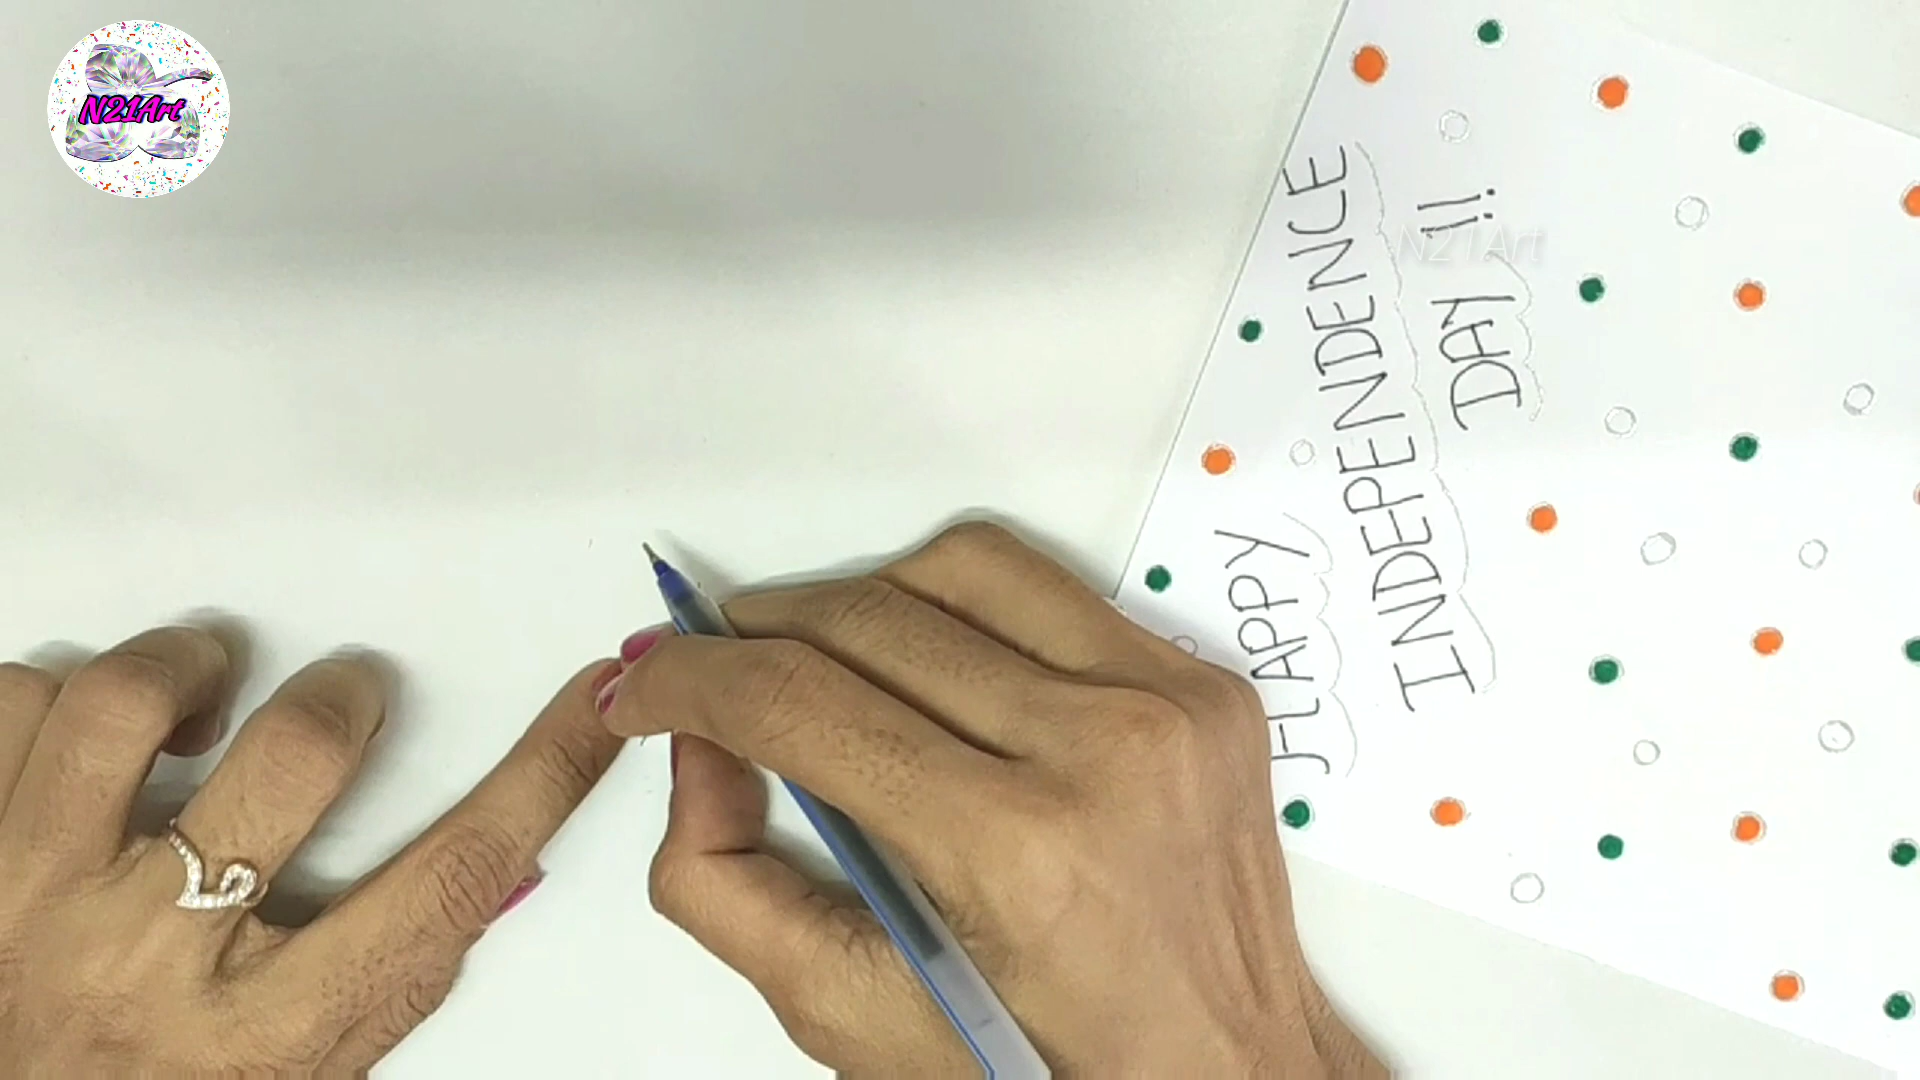 N21Art
HAPPY
INDEPENDENCE
DAY !!!
N21Art